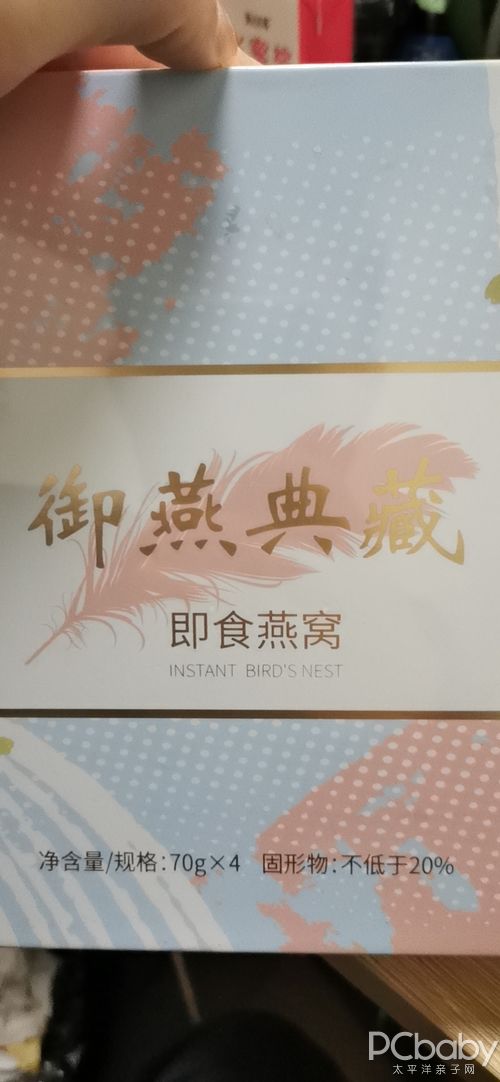 御燕典藏
即食燕窝
INSTANT BIRD'S NEST
净含量/规格:70g×4 固形物:不低于20%
PCbaby
太平洋亲子网